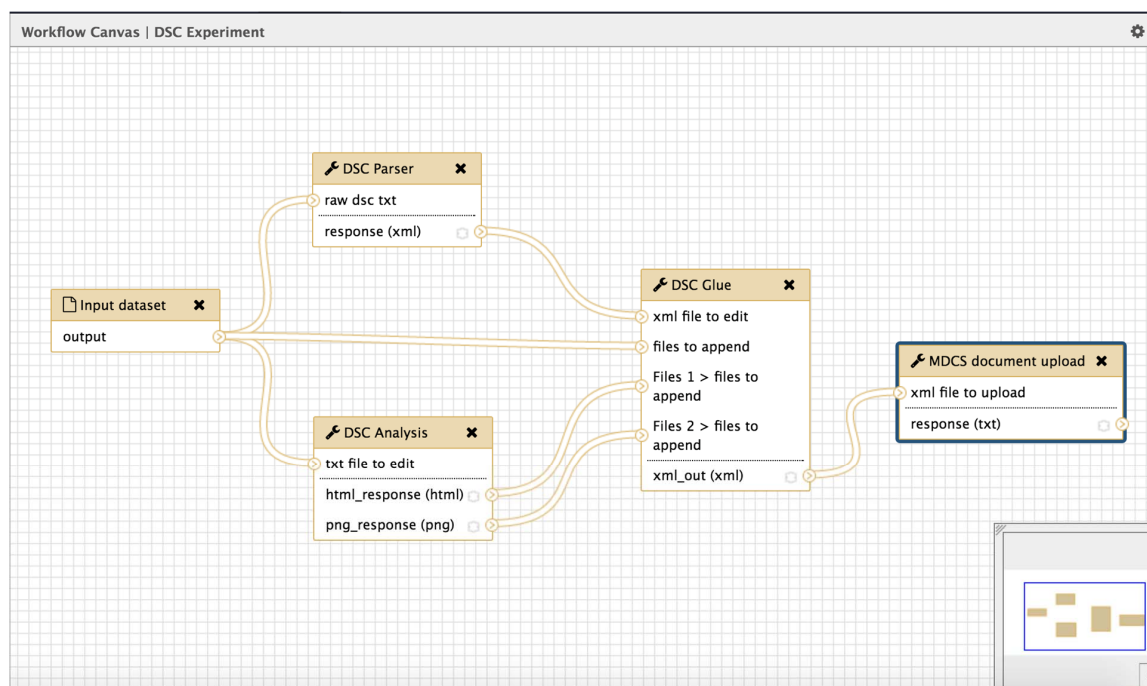 Workflow Canvas | DSC Experiment
DSC Parser
raw dsc txt
response (xml)
Input dataset
output
DSC Analysis
txt file to edit
html_response (html)
png_response (png)
DSC Glue
xml file to edit
files to append
Files 1 > files to
append
Files 2 > files to
append
xml_out (xml)
MDCS document upload
xml file to upload
response (txt)